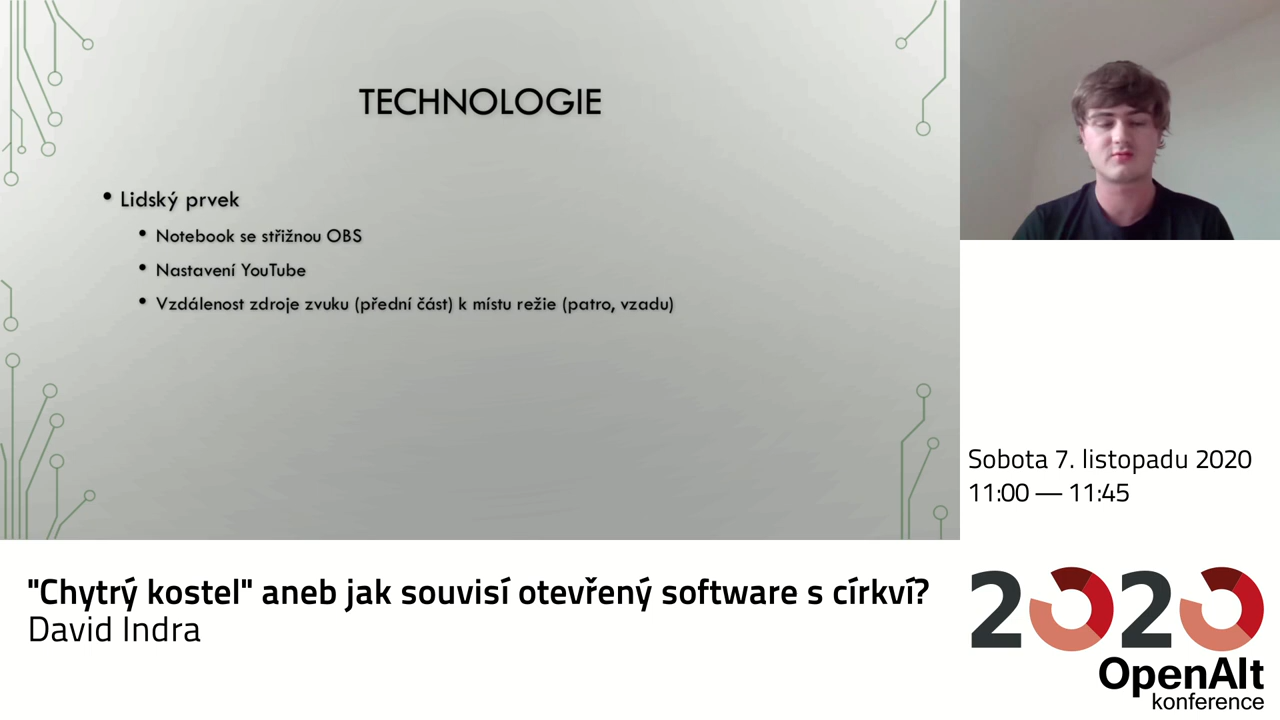 TECHNOLOGIE
• Lidský prvek
• Notebook se střižnou OBS
• Nastavení YouTube
• Vzdálenost zdroje zvuku (přední část) k místu režie (patro, vzadu)
Sobota 7. listopadu 2020
11:00 — 11:45
"Chytrý kostel" aneb jak souvisí otevřený software s církví?
David Indra
2020
OpenAlt
konference